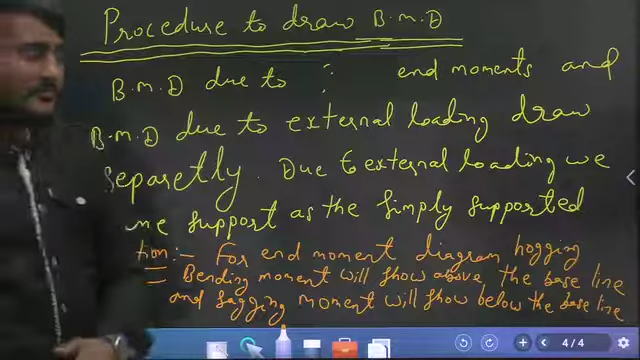 Procedure to draw B.M.D
B.M.D due to : end moments and
B.M.D due to external loading draw
separetly. Due to external loading we
me support as the simply supported
tion:- For end moment diagram hogging
Bending moment will show above the base line
and sagging moment will show below the base line
4 / 4